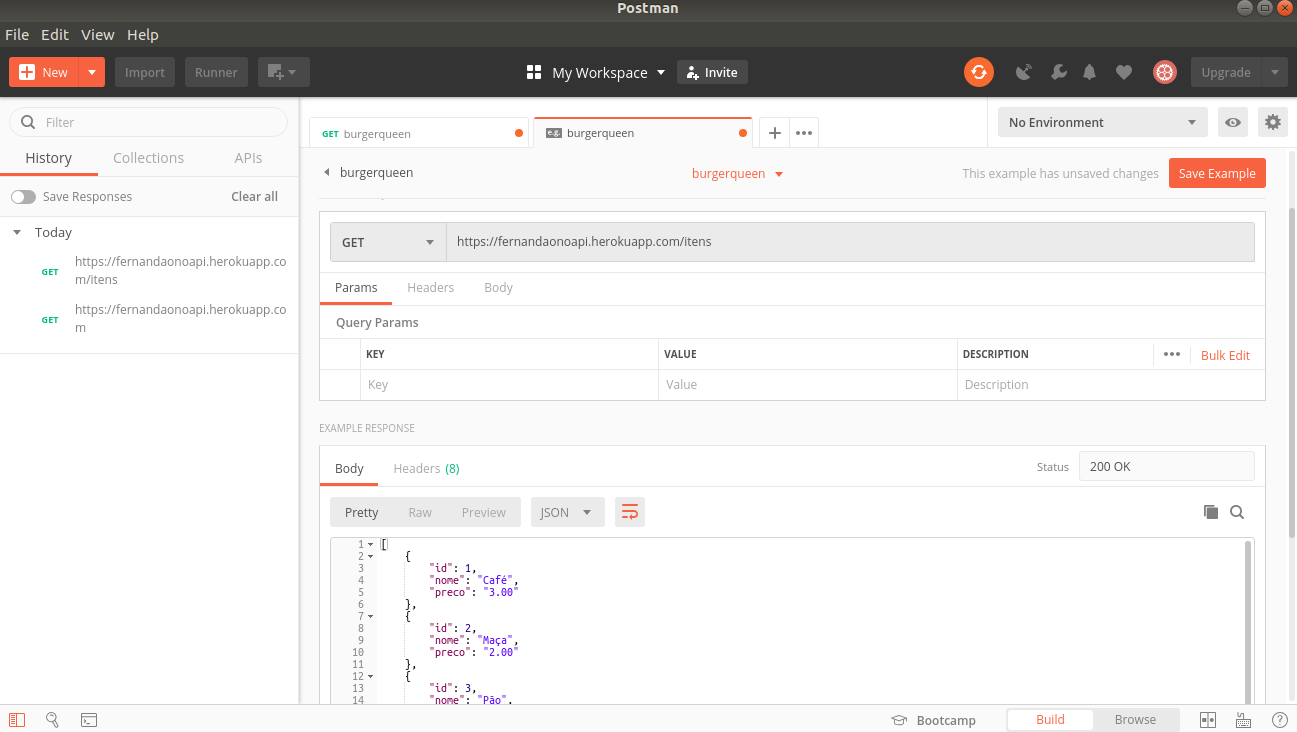 Postman
File Edit View Help
New Import Runner My Workspace Invite Upgrade
Filter
History Collections APIs
Save Responses Clear all
Today
GET https://fernandaonoapi.herokuapp.co
m/itens
GET https://fernandaonoapi.herokuapp.co
m
GET burgerqueen e.g. burgerqueen + ••• No Environment
burgerqueen burgerqueen This example has unsaved changes Save Example
GET https://fernandaonoapi.herokuapp.com/itens
Params Headers Body
Query Params
KEY VALUE DESCRIPTION ••• Bulk Edit
Key Value Description
EXAMPLE RESPONSE
Body Headers (8) Status 200 OK
Pretty Raw Preview JSON
1 [
2 {
3 "id": 1,
4 "nome": "Café",
5 "preco": "3.00"
6 },
7 {
8 "id": 2,
9 "nome": "Maça",
10 "preco": "2.00"
11 },
12 {
13 "id": 3,
14 "nome": "Pão",
Bootcamp Build Browse ?